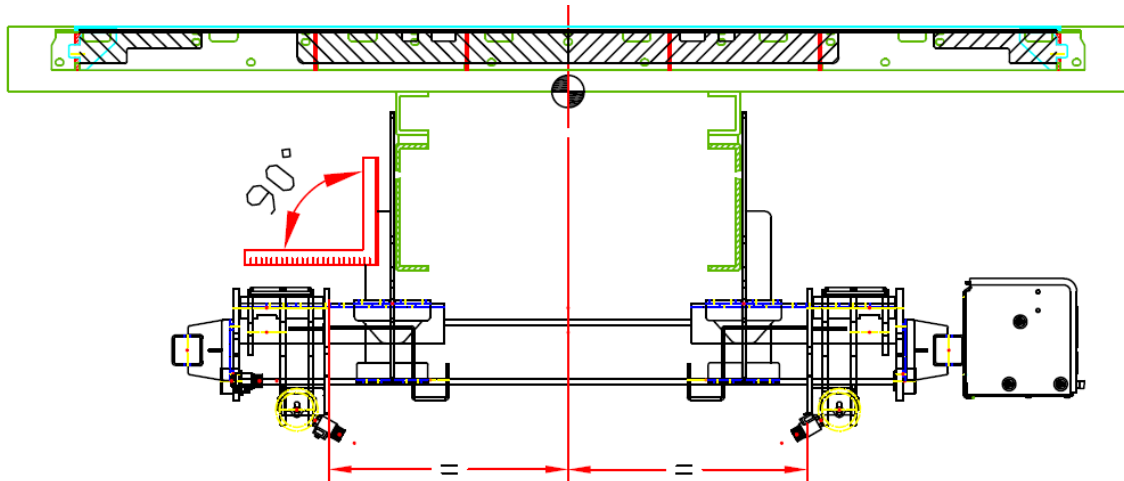 90°
=
=